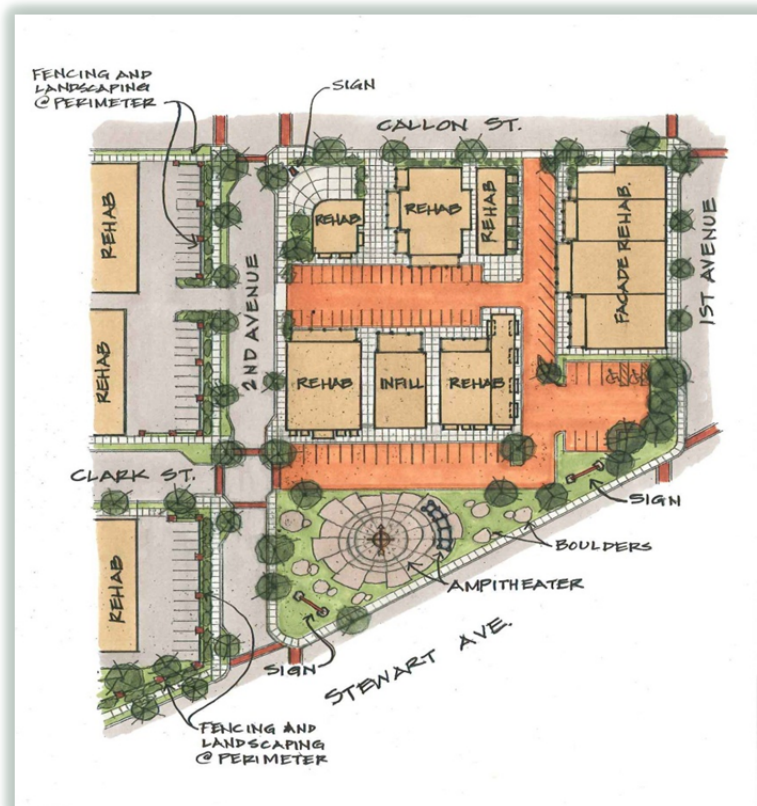 FENCING AND
LANDSCAPING
@ PERIMETER
SIGN
CALLON ST.
REHAB
REHAB
REHAB
REHAB
FACADE REHAB.
1ST AVENUE
2ND AVENUE
REHAB
REHAB
INFILL
REHAB
CLARK ST.
SIGN
BOULDERS
REHAB
AMPITHEATER
SIGN
STEWART AVE.
FENCING AND
LANDSCAPING
@ PERIMETER